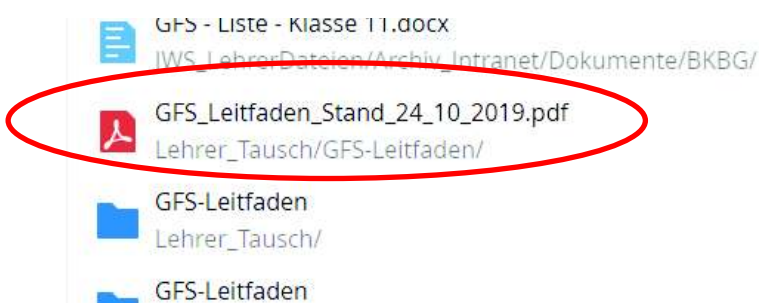 GFS - Liste - Klasse 11.docx
IWS_LehrerDateien/Archiv_Intranet/Dokumente/BKBG/
GFS_Leitfaden_Stand_24_10_2019.pdf
Lehrer_Tausch/GFS-Leitfaden/
GFS-Leitfaden
Lehrer_Tausch/
GFS-Leitfaden